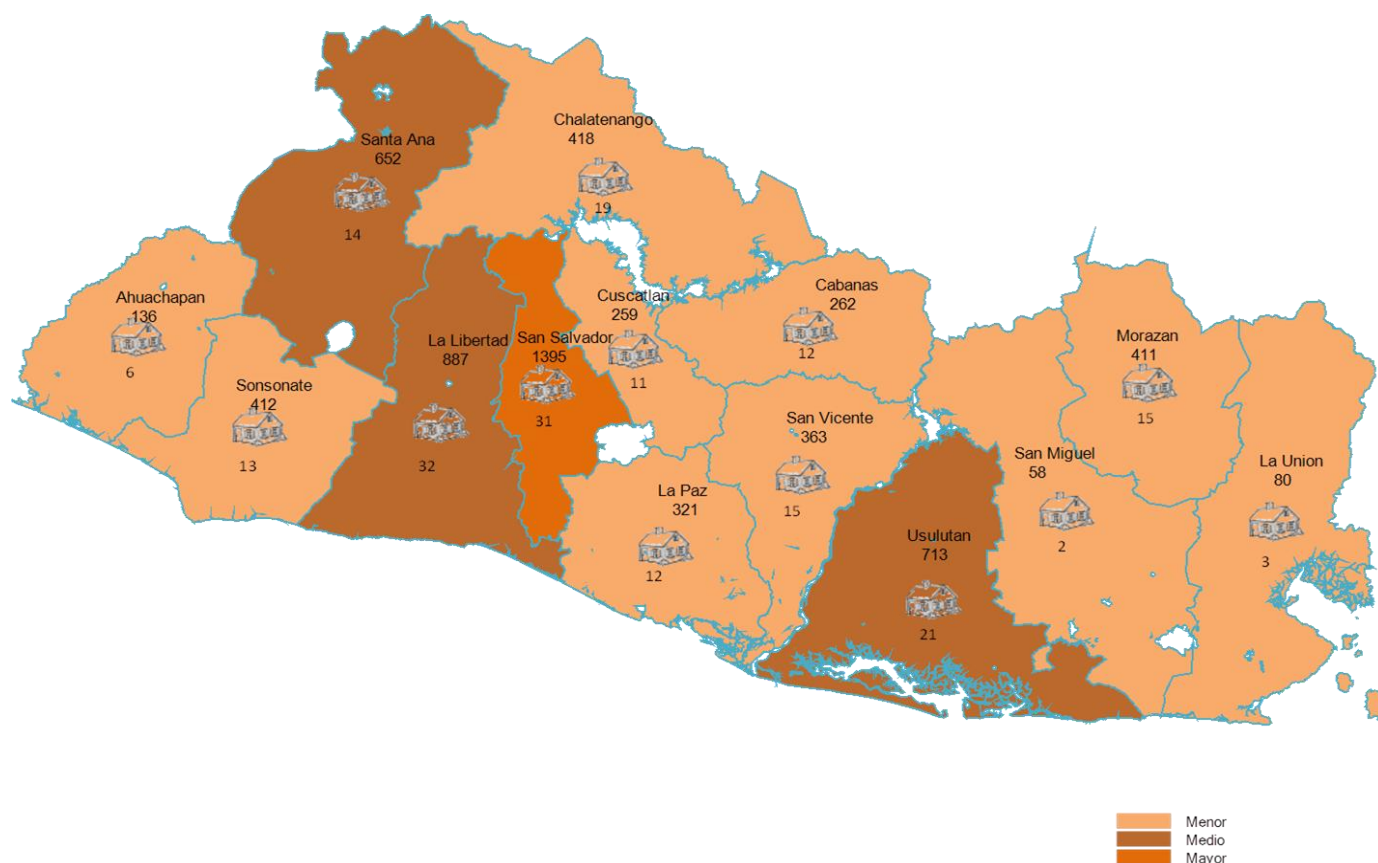 Santa Ana
652
14
Chalatenango
418
19
Ahuachapan
136
6
Sonsonate
412
13
La Libertad
887
32
San Salvador
1395
31
Cuscatlan
259
11
Cabanas
262
12
La Paz
321
12
San Vicente
363
15
Usulutan
713
21
San Miguel
58
2
Morazan
411
15
La Union
80
3
Menor
Medio
Mayor